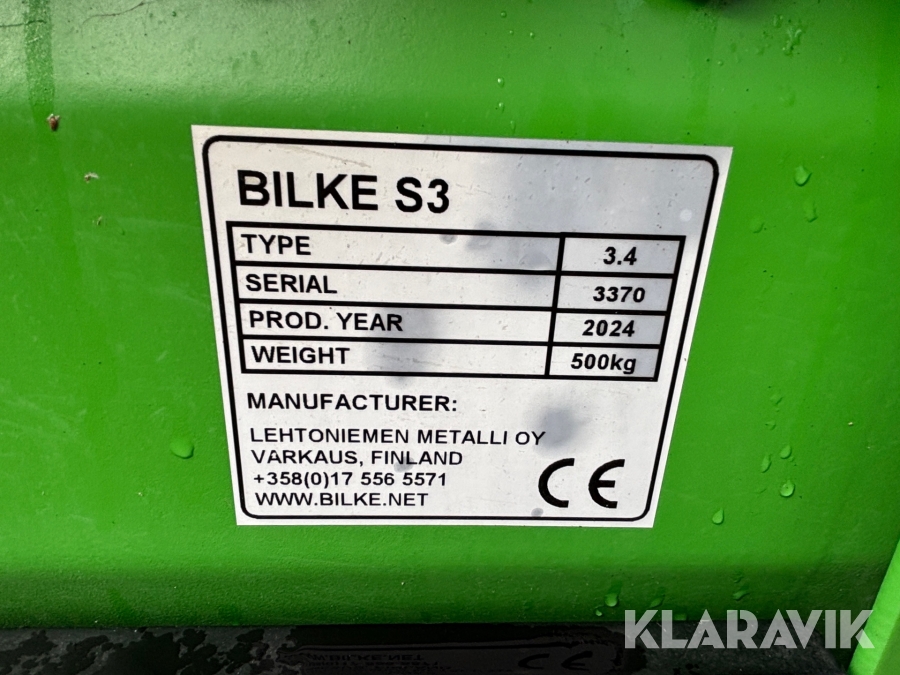 BILKE S3
TYPE 3.4
SERIAL 3370
PROD. YEAR 2024
WEIGHT 500kg
MANUFACTURER:
LEHTONIEMEN METALLI OY
VARKAUS, FINLAND
+358(0)17 556 5571
WWW.BILKE.NET
CE
KLARAVIK